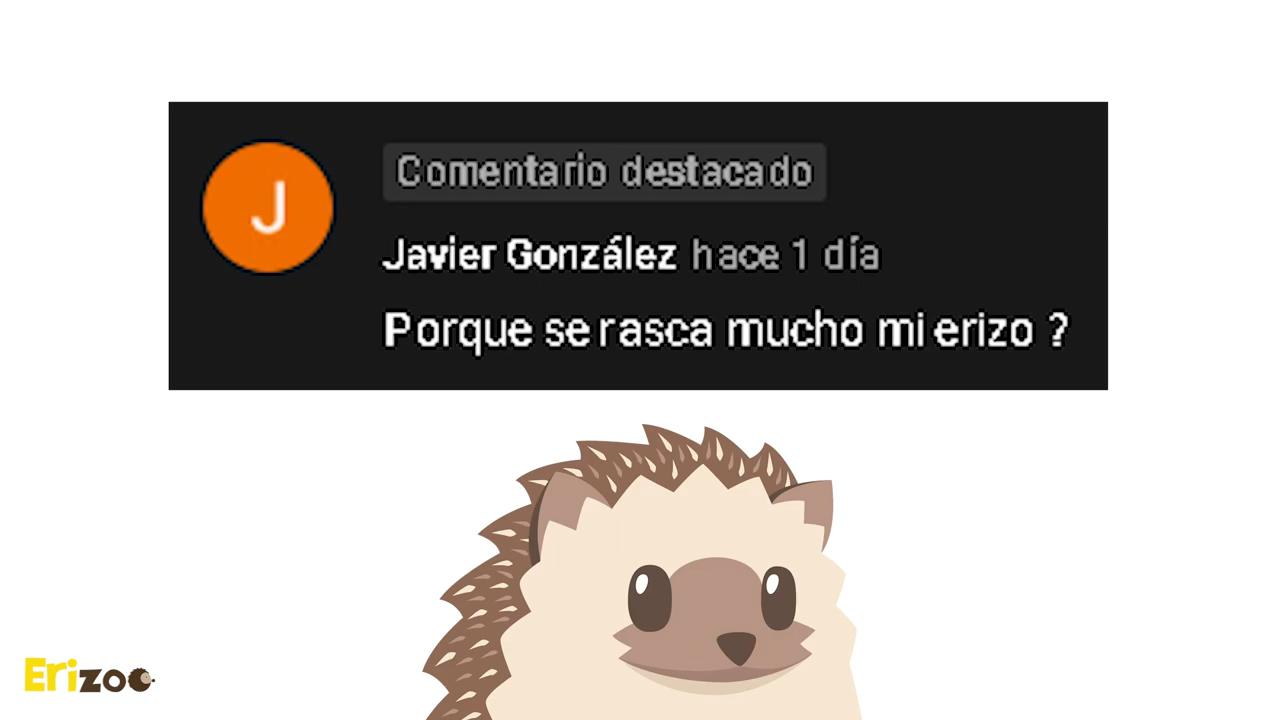 J
Comentario destacado
Javier González hace 1 día
Porque se rasca mucho mi erizo ?
Erizoo